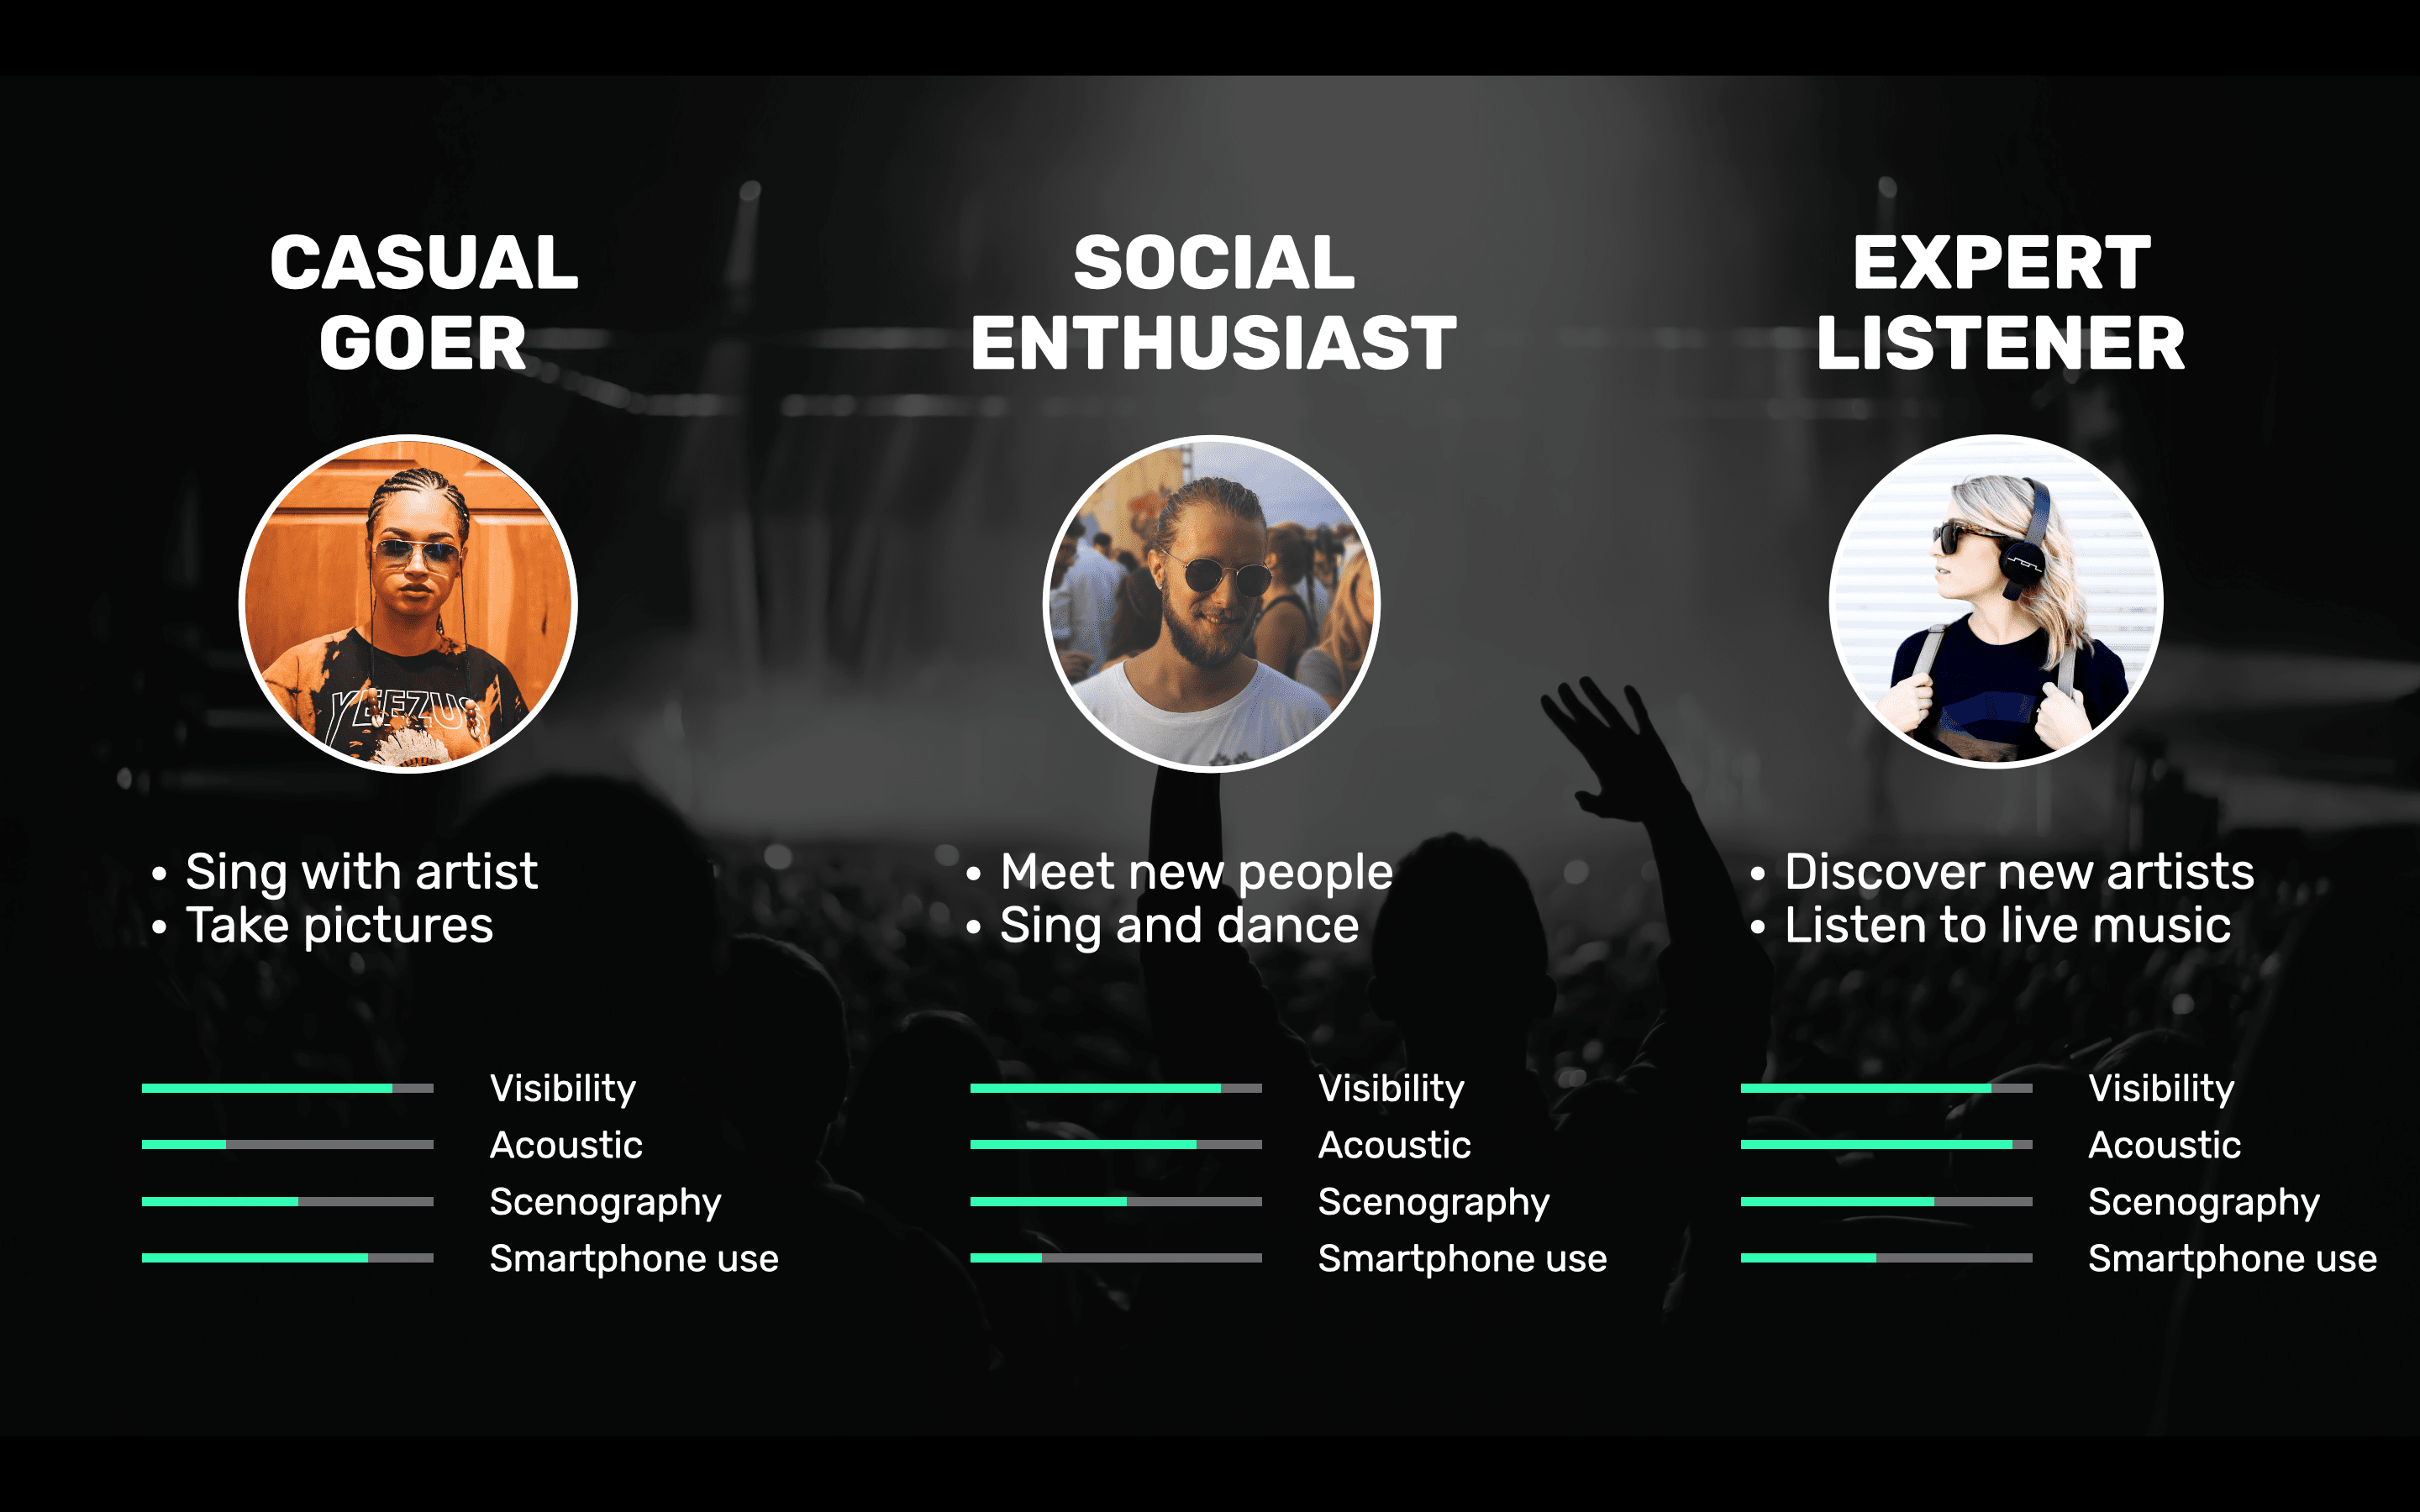 CASUAL
GOER
YEEZUS
• Sing with artist
• Take pictures
Visibility
Acoustic
Scenography
Smartphone use
SOCIAL
ENTHUSIAST
• Meet new people
• Sing and dance
Visibility
Acoustic
Scenography
Smartphone use
EXPERT
LISTENER
• Discover new artists
• Listen to live music
Visibility
Acoustic
Scenography
Smartphone use